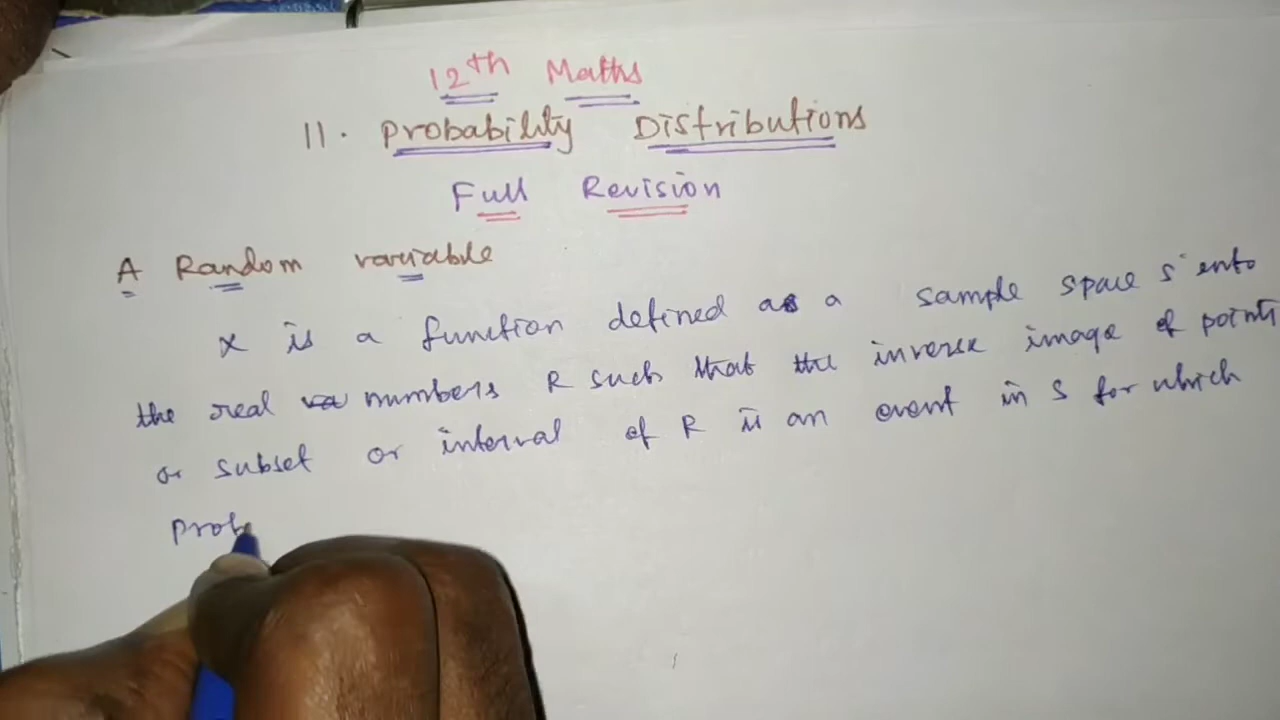 12th Maths
11. Probability Distributions
Full Revision
A Random variable
X is a function defined as a sample space S into
the real numbers R such that the inverse image of points
or subset or interval of R is an event in S for which
Prob